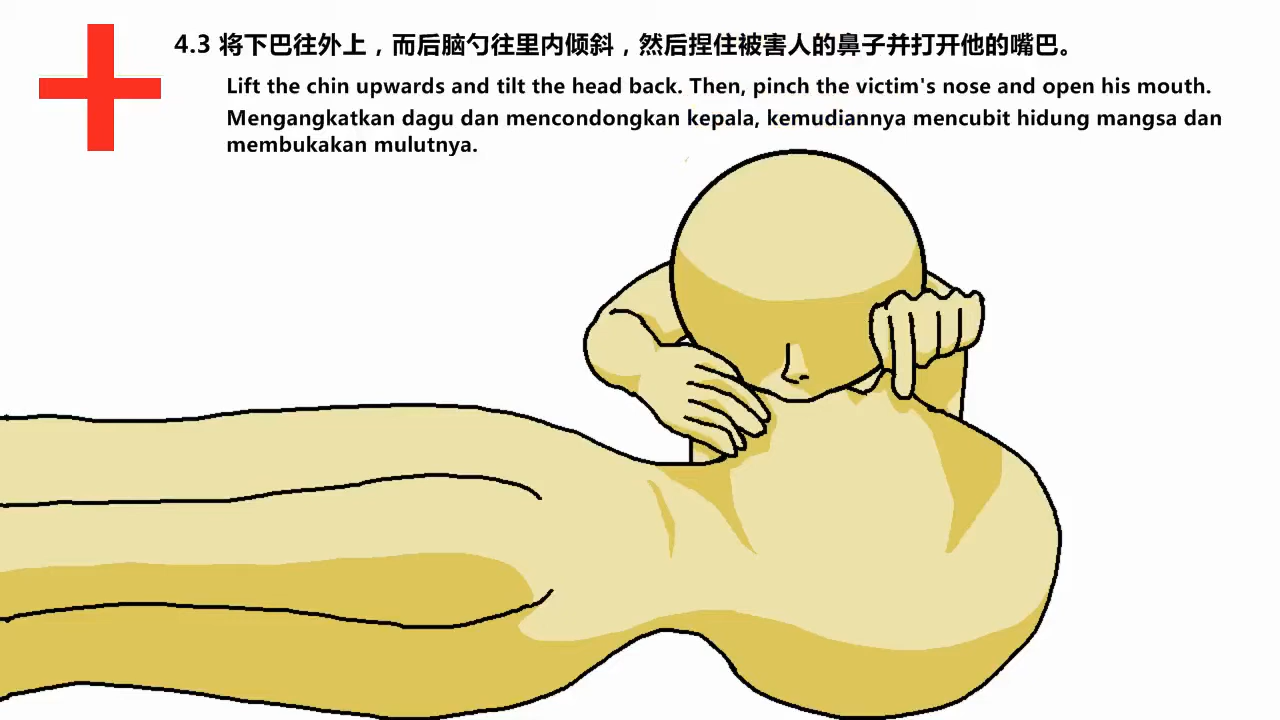 4.3 将下巴往外上，而后脑勺往里内倾斜，然后捏住被害人的鼻子并打开他的嘴巴。
Lift the chin upwards and tilt the head back. Then, pinch the victim's nose and open his mouth.
Mengangkatkan dagu dan mencondongkan kepala, kemudiannya mencubit hidung mangsa dan
membukakan mulutnya.